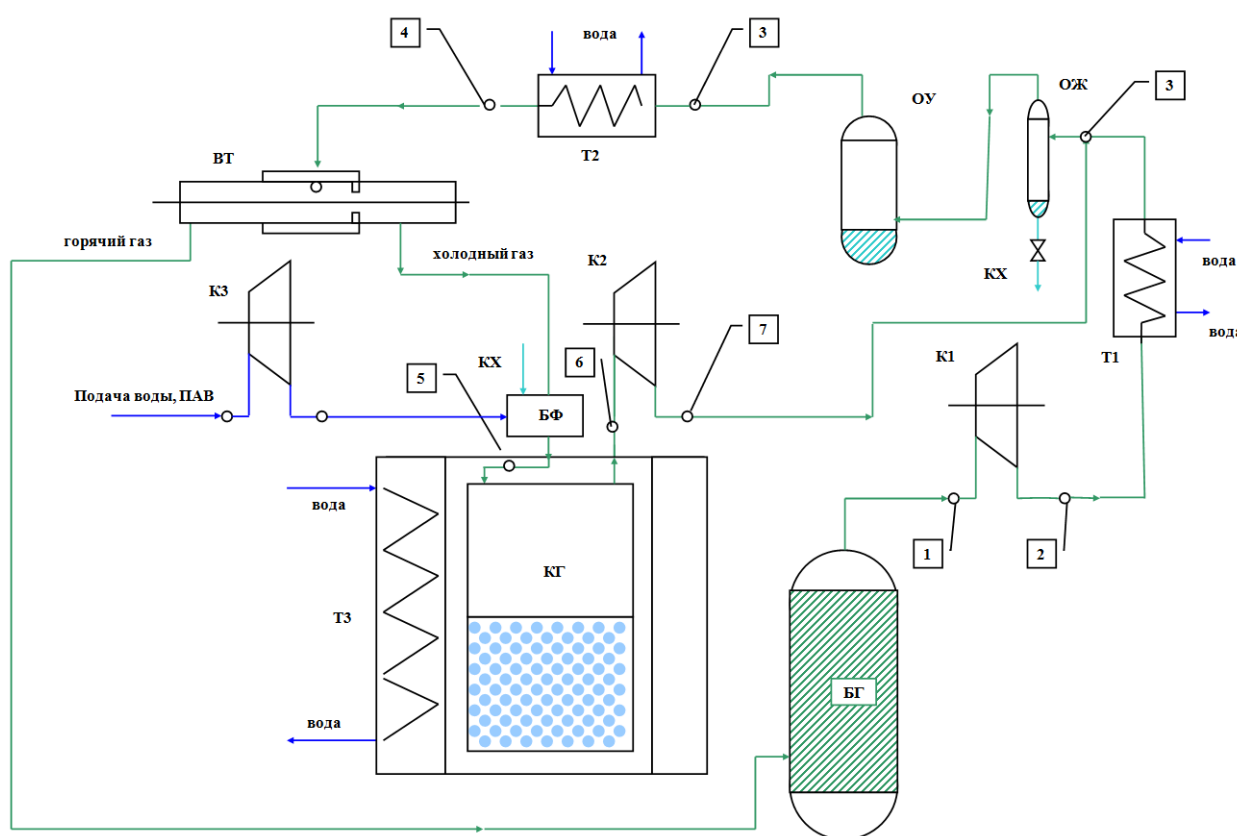 4
вода
3
ОУ
ОЖ
3
Т2
ВТ
горячий газ
холодный газ
К2
К3
КХ
вода
вода
Т1
7
К1
5
КХ
6
Подача воды, ПАВ
БФ
вода
1
2
КГ
Т3
БГ
вода